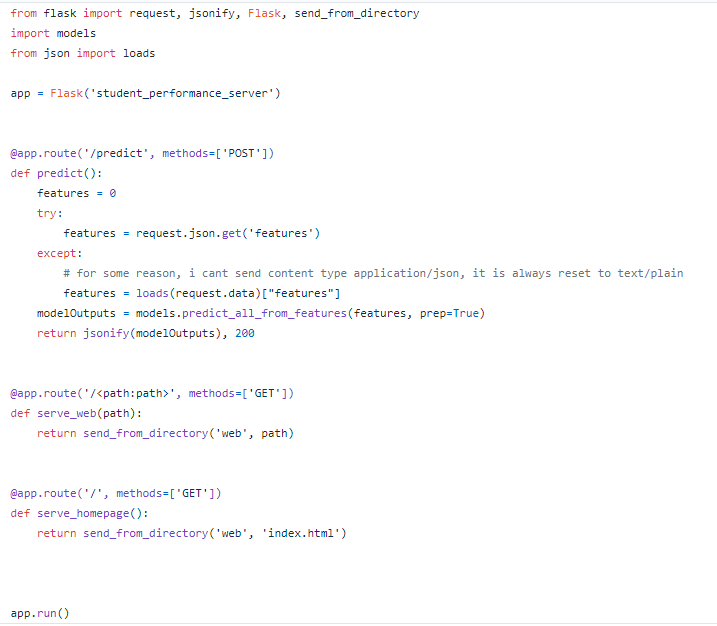 from flask import request, jsonify, Flask, send_from_directory
import models
from json import loads
app = Flask('student_performance_server')
@app.route('/predict', methods=['POST'])
def predict():
    features = 0
    try:
        features = request.json.get('features')
    except:
        # for some reason, i cant send content type application/json, it is always reset to text/plain
        features = loads(request.data)["features"]
    modelOutputs = models.predict_all_from_features(features, prep=True)
    return jsonify(modelOutputs), 200
@app.route('/<path:path>', methods=['GET'])
def serve_web(path):
    return send_from_directory('web', path)
@app.route('/', methods=['GET'])
def serve_homepage():
    return send_from_directory('web', 'index.html')
app.run()